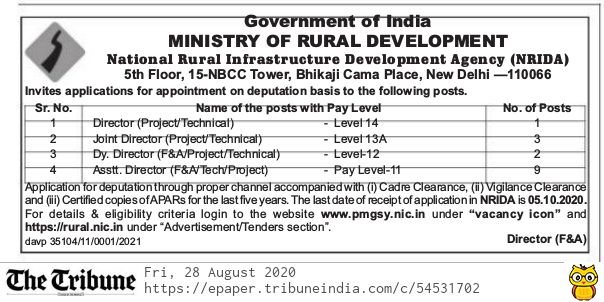 Government of India
MINISTRY OF RURAL DEVELOPMENT
National Rural Infrastructure Development Agency (NRIDA)
5th Floor, 15-NBCC Tower, Bhikaji Cama Place, New Delhi —110066
Invites applications for appointment on deputation basis to the following posts.
Sr. No. Name of the posts with Pay Level No. of Posts
1 Director (Project/Technical) - Level 14 1
2 Joint Director (Project/Technical) - Level 13A 3
3 Dy. Director (F&A/Project/Technical) - Level-12 2
4 Asstt. Director (F&A/Tech/Project) - Pay Level-11 9
Application for deputation through proper channel accompanied with (i) Cadre Clearance, (ii) Vigilance Clearance
and (iii) Certified copies of APARs for the last five years. The last date of receipt of application in NRIDA is 05.10.2020.
For details & eligibility criteria login to the website www.pmgsy.nic.in under “vacancy icon” and
https://rural.nic.in under “Advertisement/Tenders section”.
davp 35104/11/0001/2021 Director (F&A)
The Tribune
Fri, 28 August 2020
https://epaper.tribuneindia.com/c/54531702